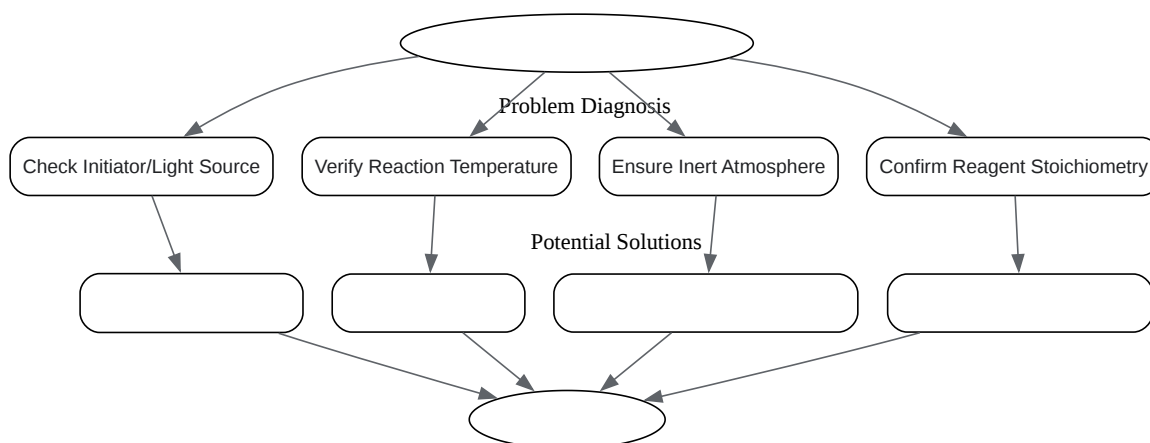 Problem Diagnosis
Check Initiator/Light Source
Verify Reaction Temperature
Ensure Inert Atmosphere
Confirm Reagent Stoichiometry
Potential Solutions